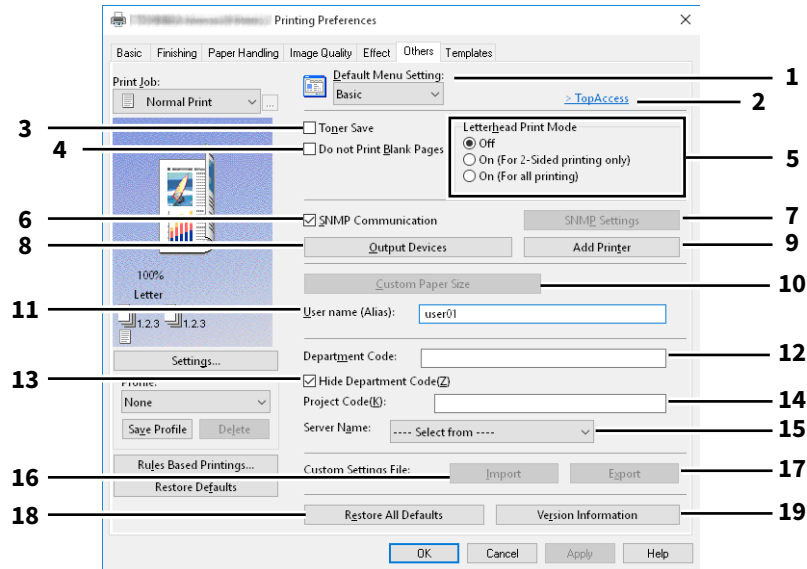 Printing Preferences
Basic Finishing Paper Handling Image Quality Effect Others Templates
Print Job:
Normal Print
...
Default Menu Setting:
Basic
> TopAccess
1
2
3
Toner Save
4
Do not Print Blank Pages
Letterhead Print Mode
Off
On (For 2-Sided printing only)
On (For all printing)
5
6
SNMP Communication
SNMP Settings
7
8
Output Devices
Add Printer
9
100%
Letter
1.2.3 1.2.3
Custom Paper Size
10
11
User name (Alias):
user01
Settings...
Department Code:
12
13
Hide Department Code(Z)
Profile:
None
Save Profile
Delete
Project Code(K):
14
Server Name:
---- Select from ----
15
Rules Based Printings...
Restore Defaults
16
Custom Settings File:
Import
Export
17
18
Restore All Defaults
Version Information
19
OK
Cancel
Apply
Help